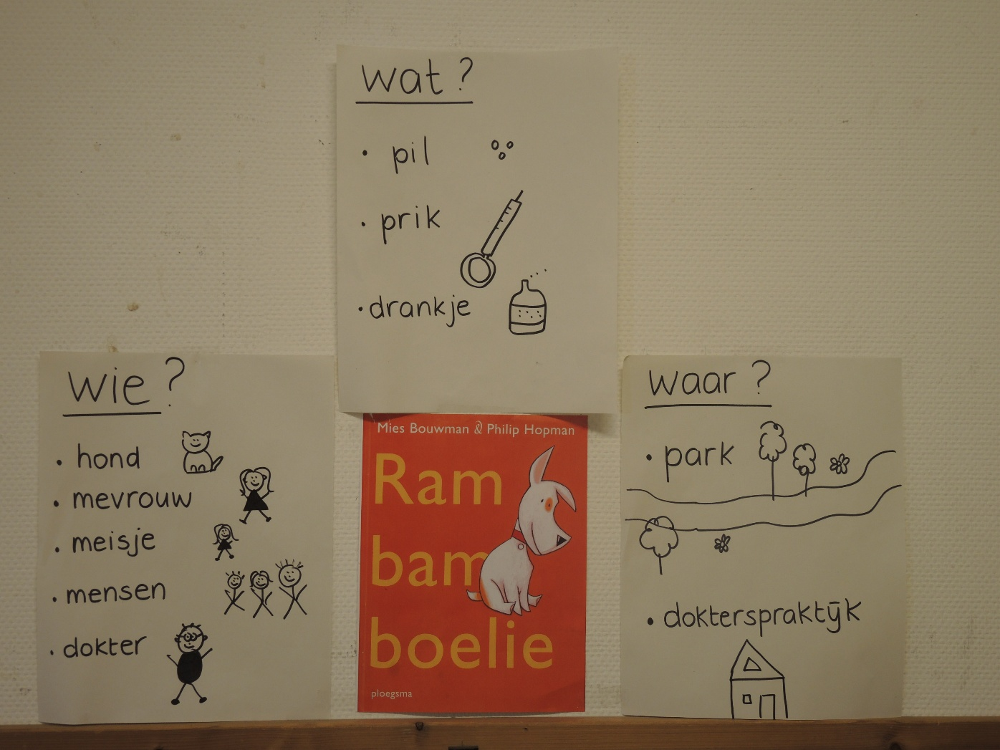 wat?
• pil
• prik
• drankje
wie?
• hond
• mevrouw
• meisje
• mensen
• dokter
Mies Bouwman & Philip Hopman
Ram
bam
boelie
ploegsma
waar?
• park
• dokterspraktijk